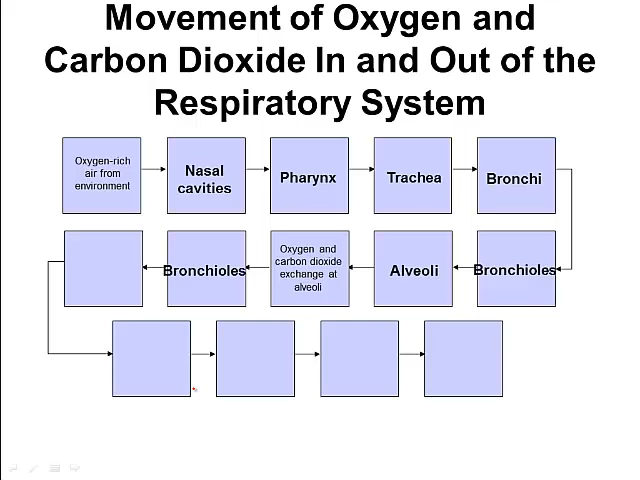 Movement of Oxygen and
Carbon Dioxide In and Out of the
Respiratory System
Oxygen-rich
air from
environment
Nasal
cavities
Pharynx
Trachea
Bronchi
Bronchioles
Oxygen and
carbon dioxide
exchange at
alveoli
Alveoli
Bronchioles